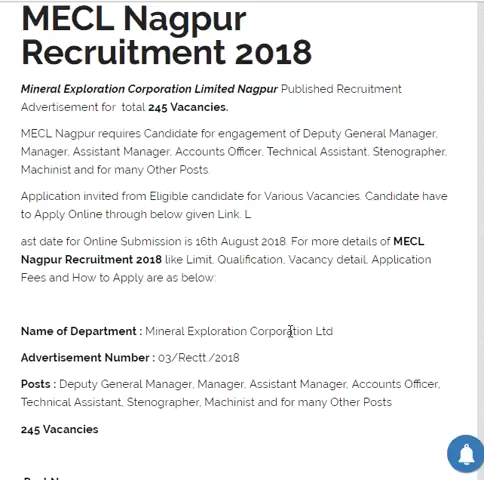 MECL Nagpur
Recruitment 2018
Mineral Exploration Corporation Limited Nagpur Published Recruitment
Advertisement for total 245 Vacancies.
MECL Nagpur requires Candidate for engagement of Deputy General Manager,
Manager, Assistant Manager, Accounts Officer, Technical Assistant, Stenographer,
Machinist and for many Other Posts.
Application invited from Eligible candidate for Various Vacancies. Candidate have
to Apply Online through below given Link. L
ast date for Online Submission is 16th August 2018. For more details of MECL
Nagpur Recruitment 2018 like Limit, Qualification, Vacancy detail, Application
Fees and How to Apply are as below:
Name of Department : Mineral Exploration Corporation Ltd
Advertisement Number : 03/Rectt./2018
Posts : Deputy General Manager, Manager, Assistant Manager, Accounts Officer,
Technical Assistant, Stenographer, Machinist and for many Other Posts
245 Vacancies